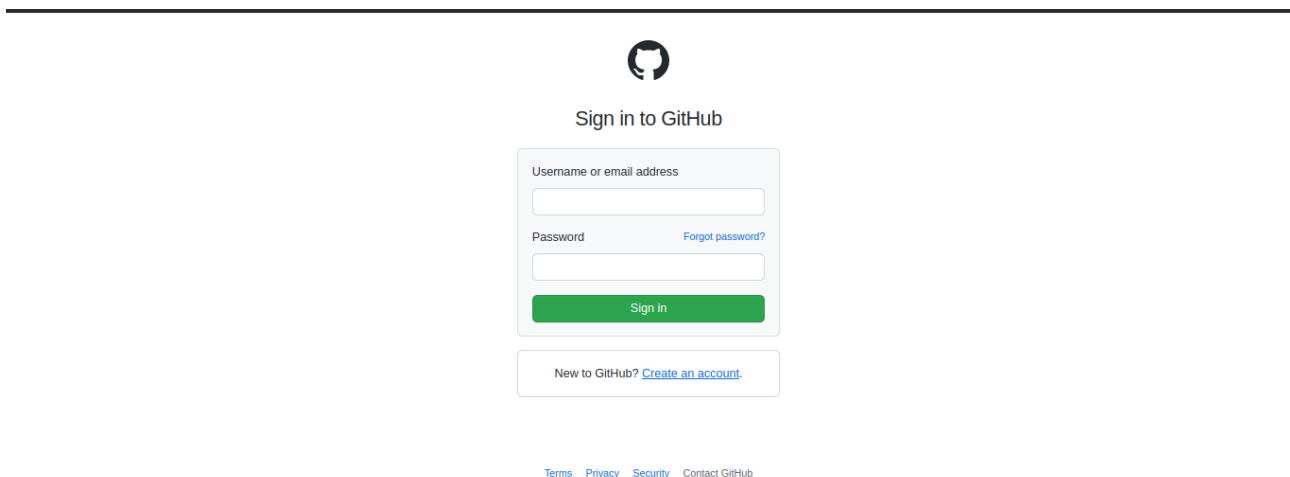 Sign in to GitHub
Username or email address
Password Forgot password?
Sign in
New to GitHub? Create an account.
Terms Privacy Security Contact GitHub